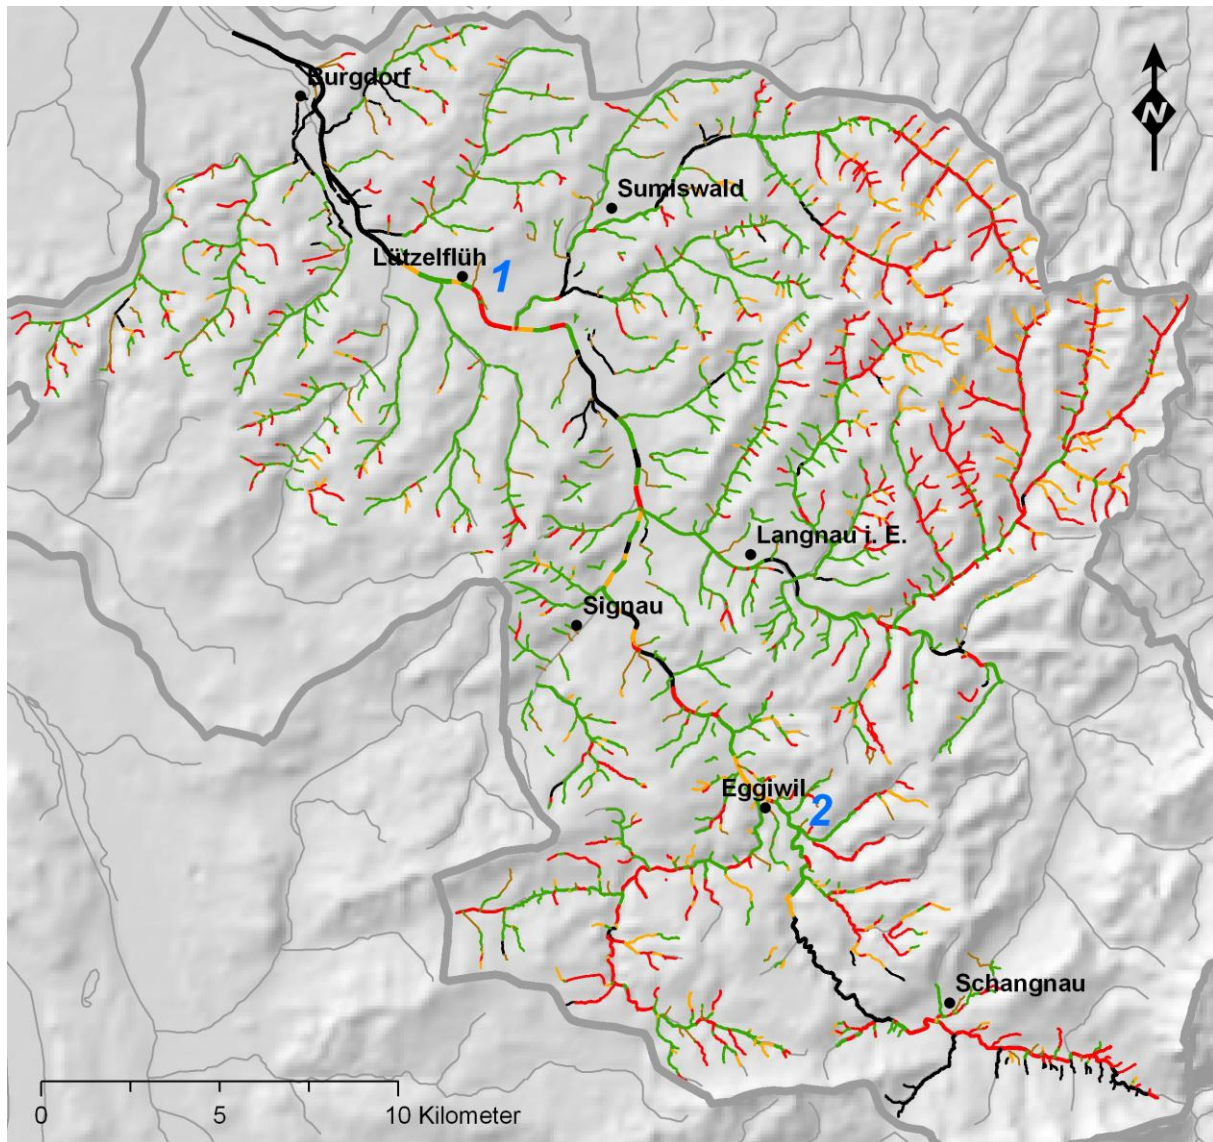 Burgdorf
N
Sumiswald
Lützelflüh
1
Langnau i. E.
Signau
Eggiwil
2
Schangnau
0 5 10 Kilometer